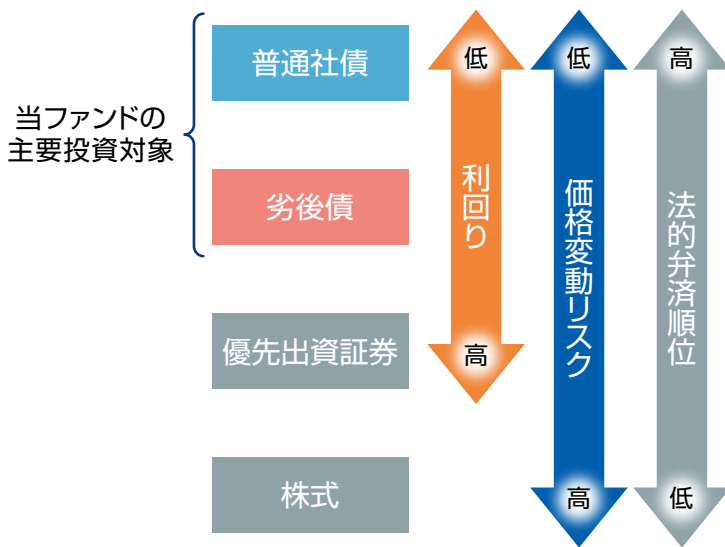 当ファンドの
主要投資対象
普通社債
劣後債
優先出資証券
株式
低
利回り
高
低
価格変動リスク
高
高
法的弁済順位
低